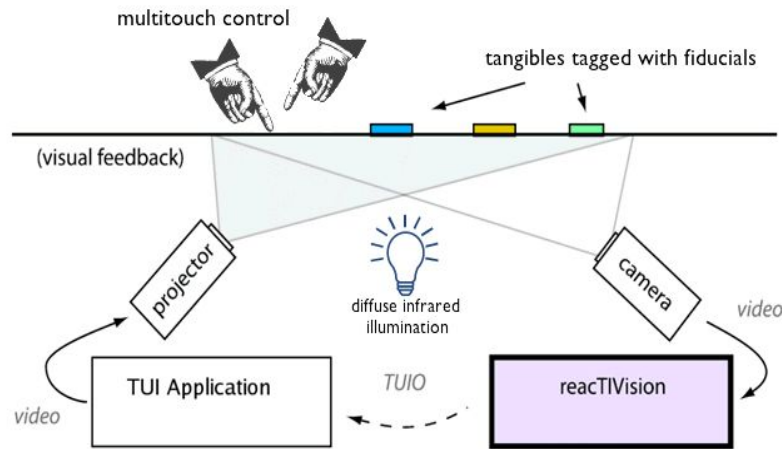 multitouch control
tangibles tagged with fiducials
(visual feedback)
projector
camera
diffuse infrared
illumination
video
TUI Application
TUIO
reacTIVision
video